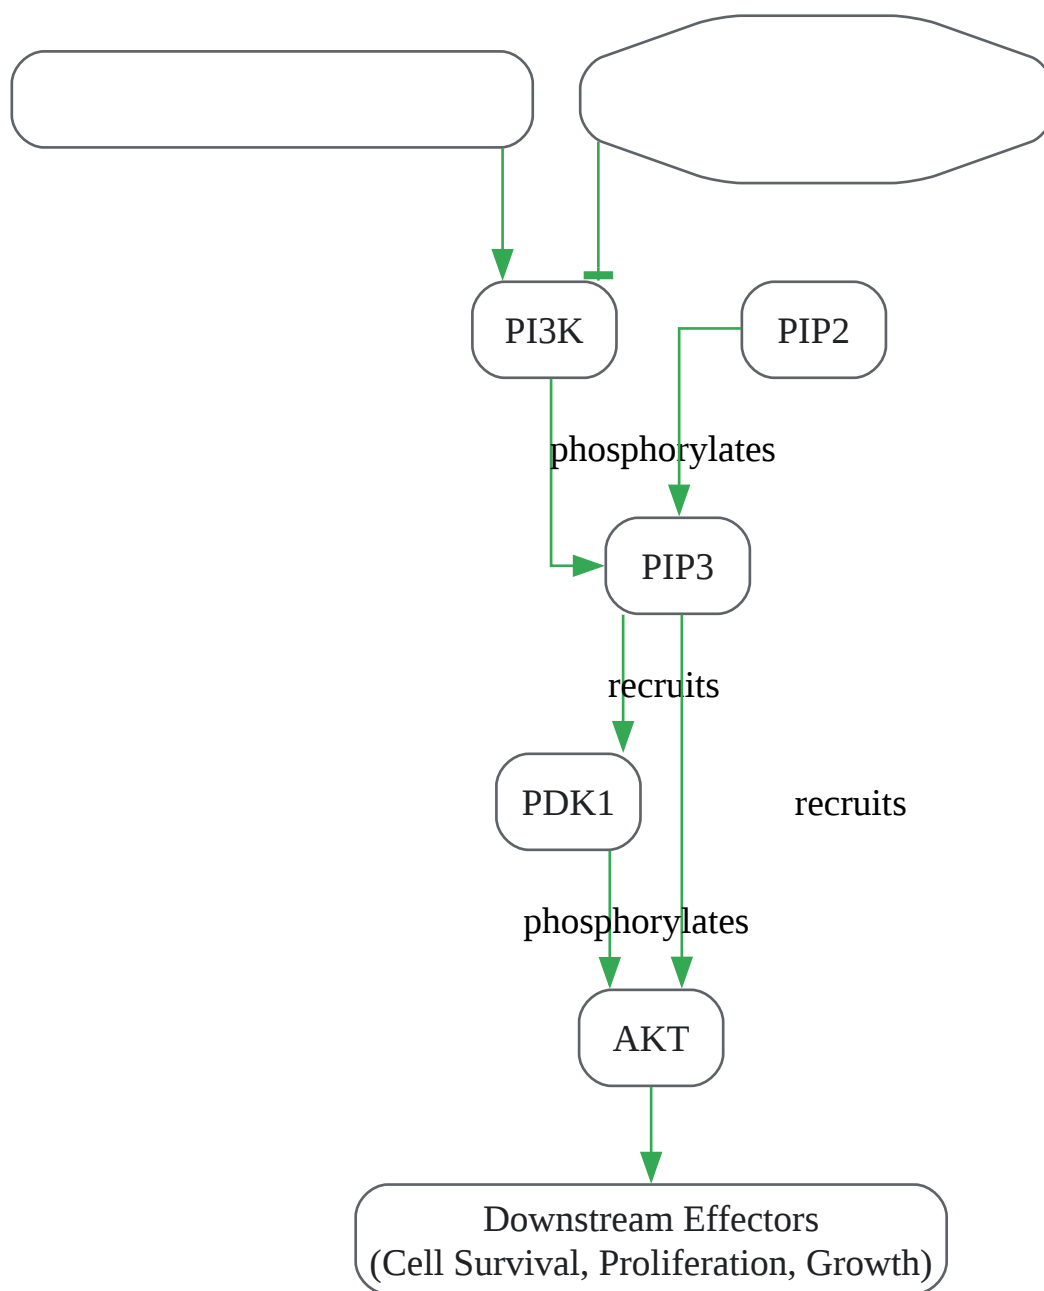 PI3K
PIP2
phosphorylates
PIP3
recruits
PDK1
recruits
phosphorylates
AKT
Downstream Effectors
(Cell Survival, Proliferation, Growth)